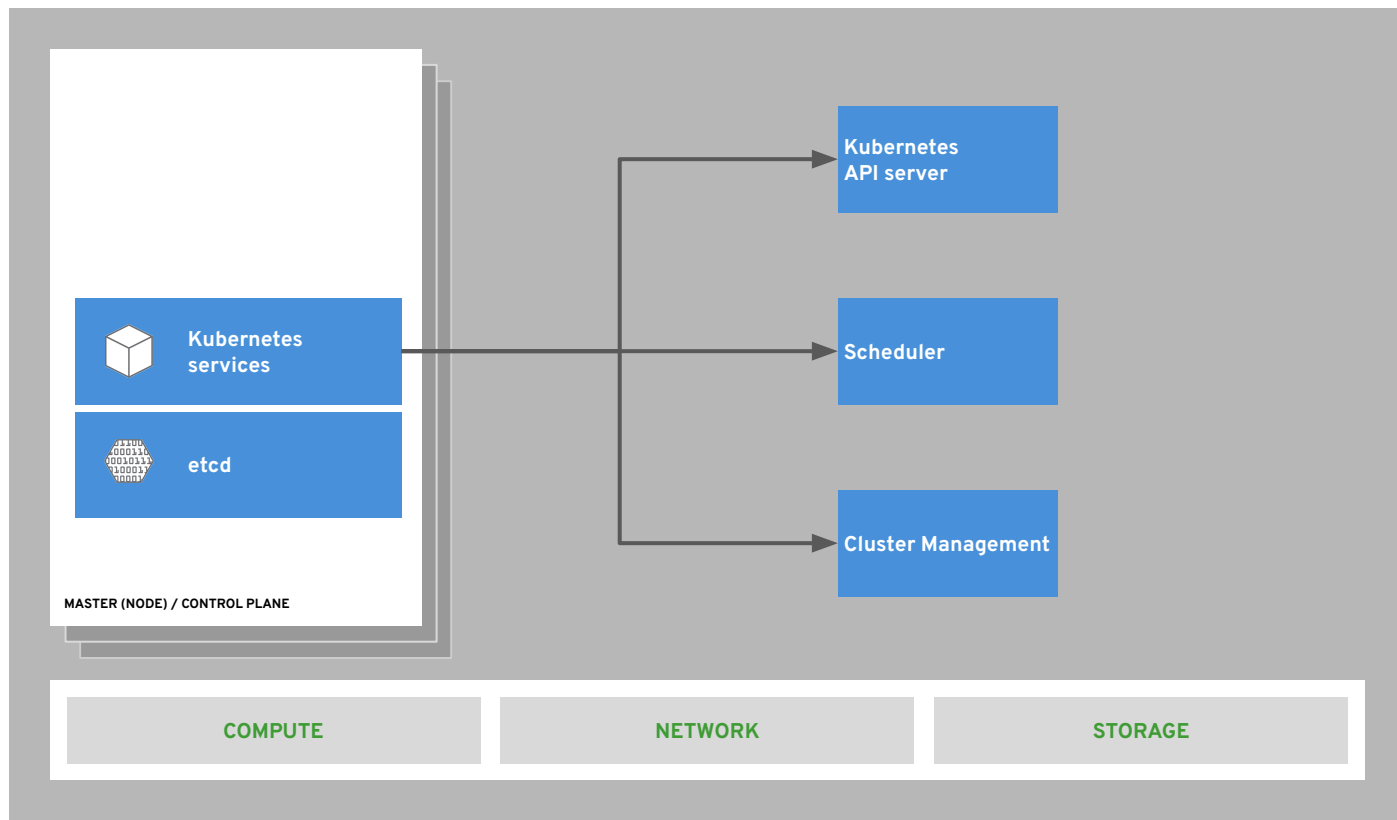 Kubernetes
API server
Kubernetes
services
Scheduler
etcd
Cluster Management
MASTER (NODE) / CONTROL PLANE
COMPUTE
NETWORK
STORAGE